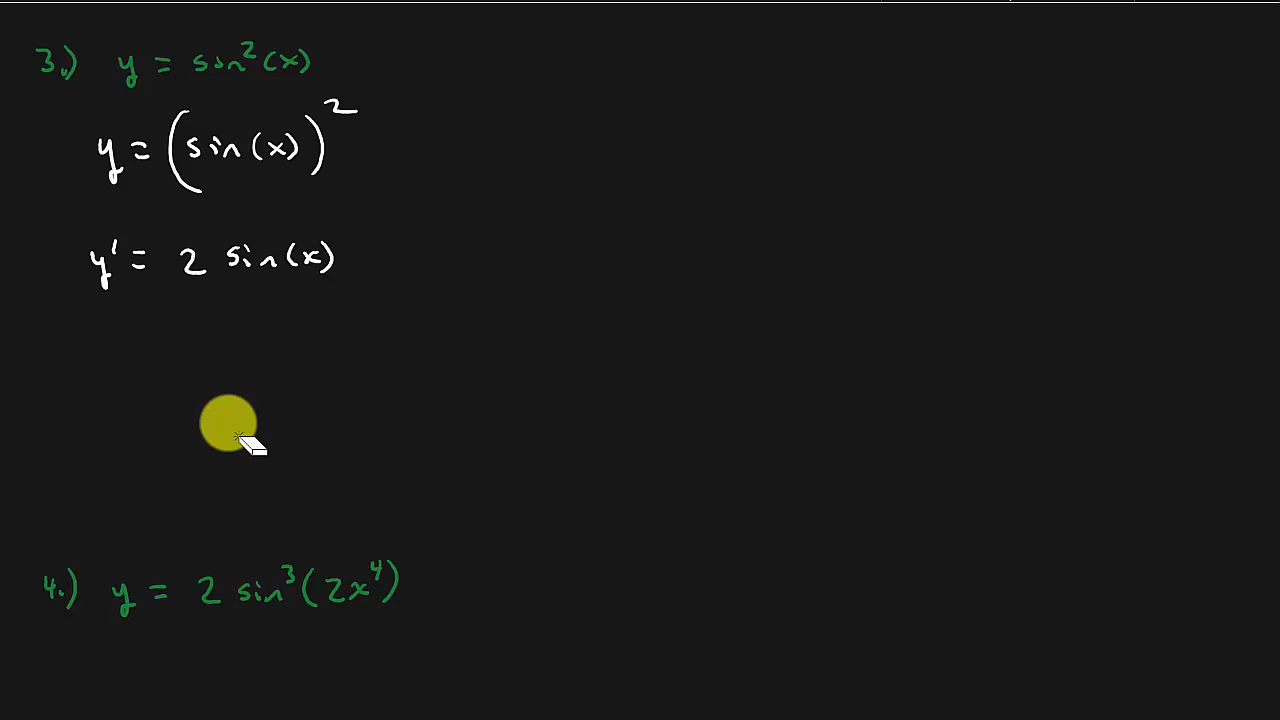 3.) y = sin²(x)
y = (sin(x))²
y' = 2 sin(x)
4.) y = 2 sin³(2x⁴)